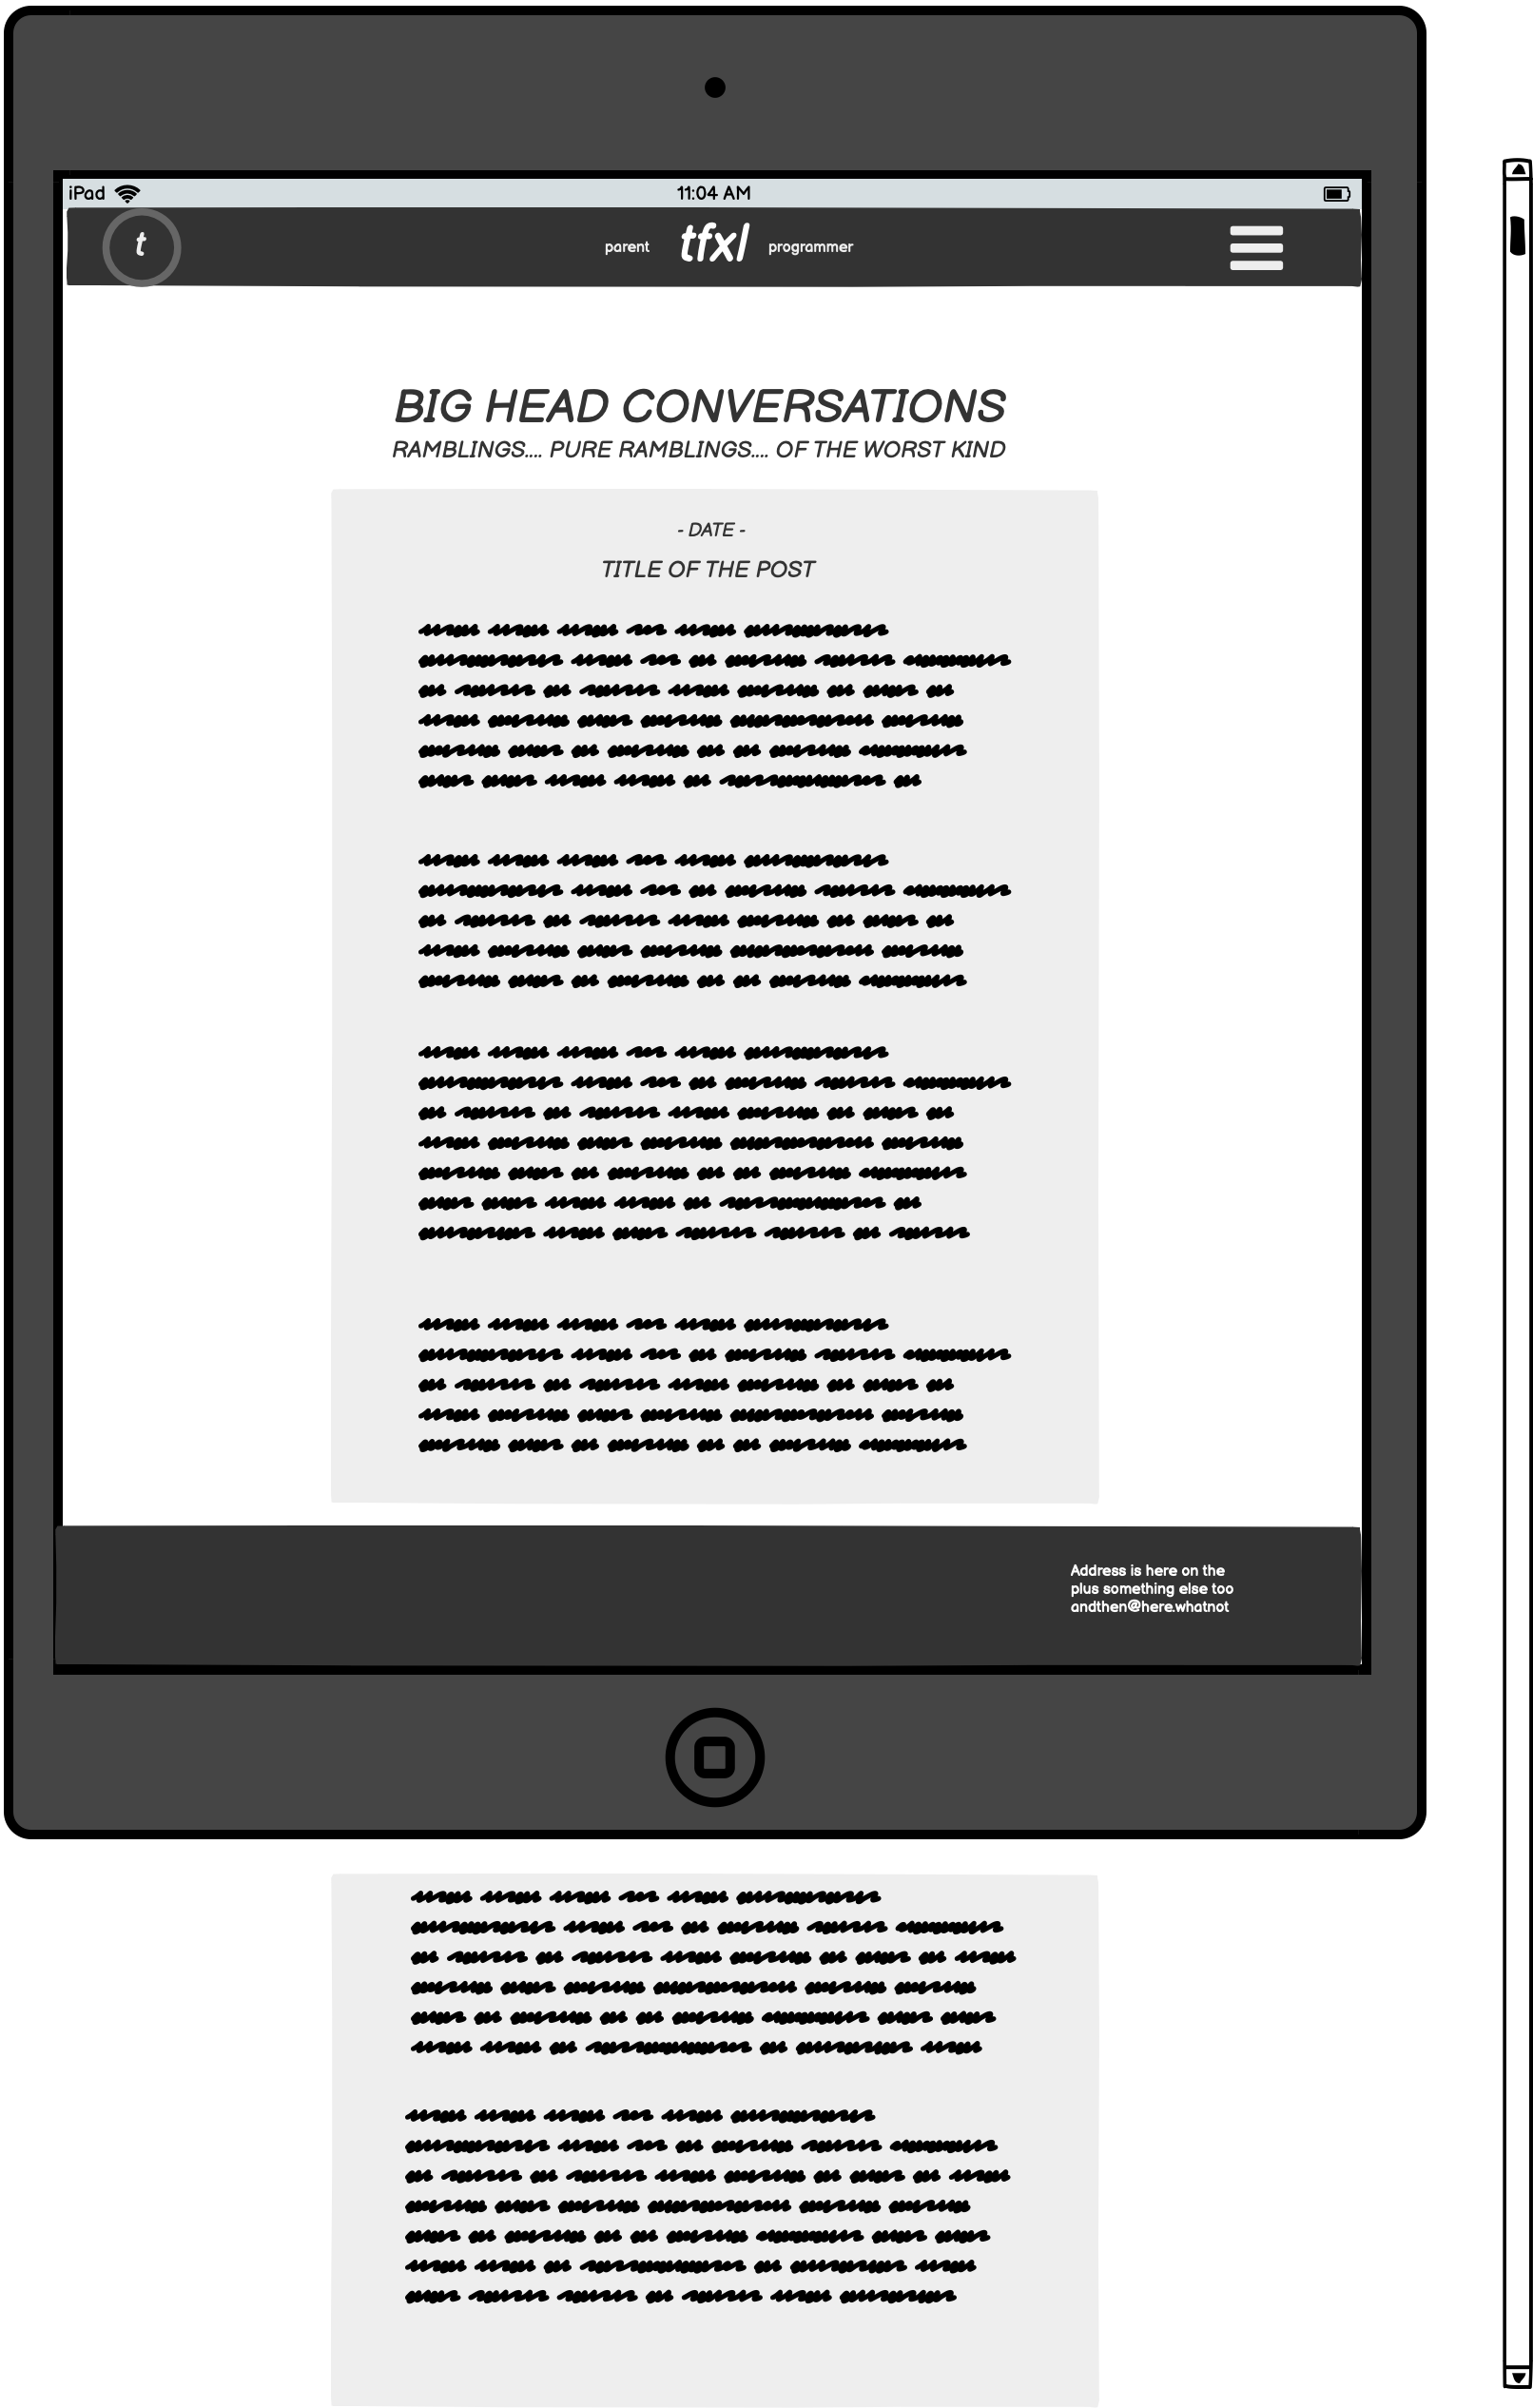 iPad 11:04 AM
t parent tfxl programmer
BIG HEAD CONVERSATIONS
RAMBLINGS.... PURE RAMBLINGS.... OF THE WORST KIND
- DATE -
TITLE OF THE POST
Address is here on the
plus something else too
andthen@here.whatnot